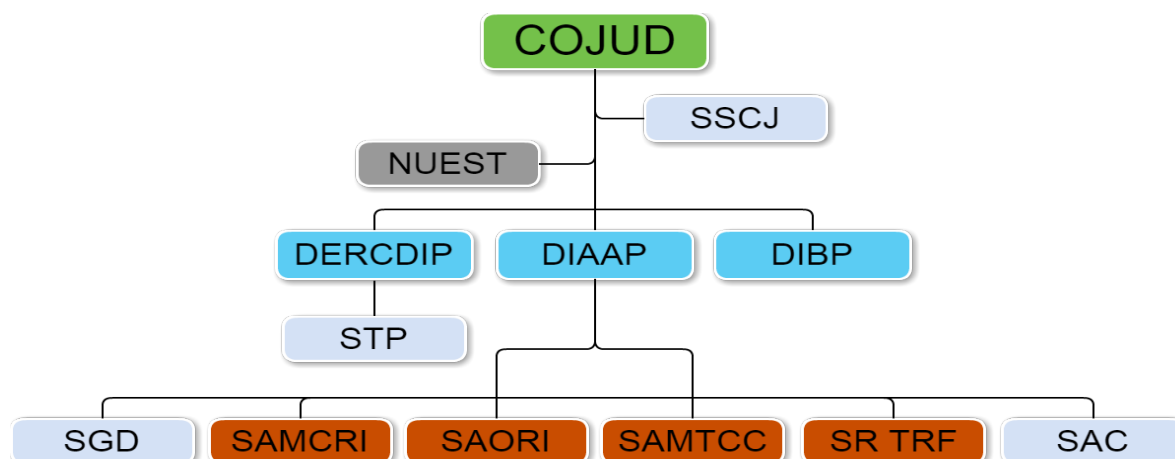 COJUD
SSCJ
NUEST
DERCDIP
DIAAP
DIBP
STP
SGD
SAMCRI
SAORI
SAMTCC
SR TRF
SAC